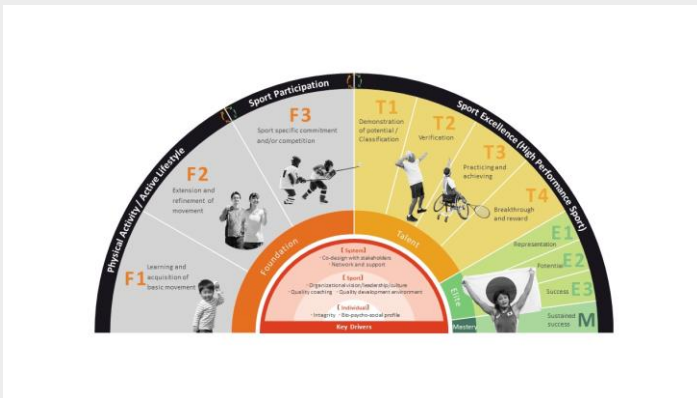 Physical Activity / Active Lifestyle
Sport Participation
Sport Excellence (High Performance Sport)
F1
Learning and
acquisition of
basic movement
F2
Extension and
refinement of
movement
F3
Sport specific commitment
and/or competition
T1
Demonstration
of potential /
Classification
T2
Verification
T3
Practicing and
achieving
T4
Breakthrough
and reward
E1
Representation
E2
Potential
E3
Success
M
Sustained
success
Foundation
Talent
Elite
Mastery
【System】
- Co-design with stakeholders
- Network and support
【Sport】
- Organizational vision/leadership/culture
- Quality coaching - Quality development environment
【Individual】
- Integrity - Bio-psycho-social profile
Key Drivers